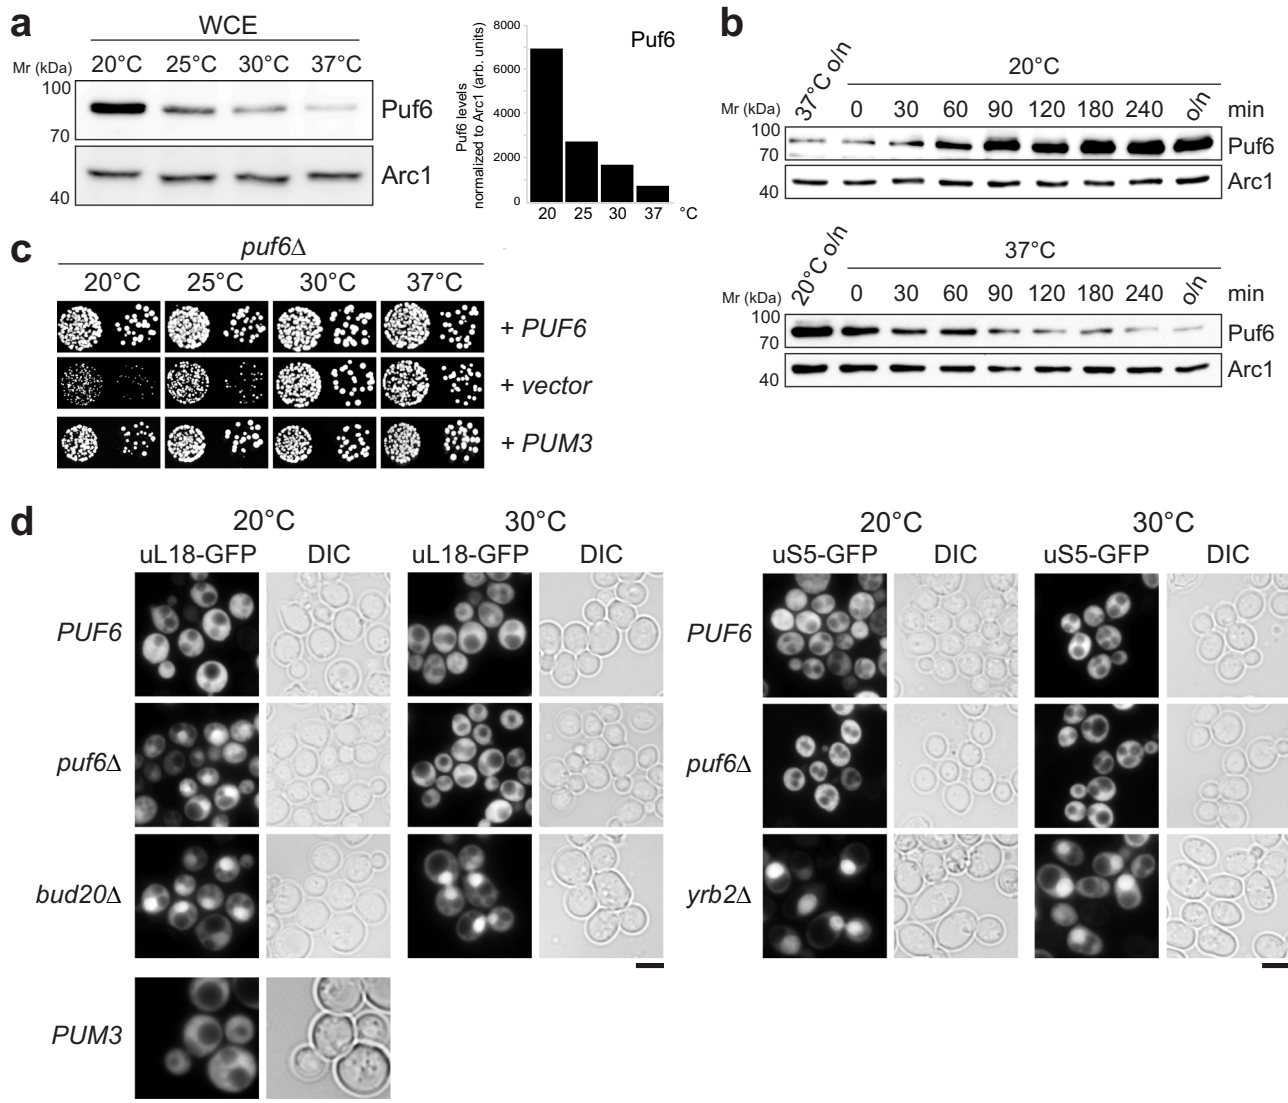 a
WCE
Mr (kDa)
20°C 25°C 30°C 37°C
100
70
Puf6
40
Arc1
Puf6 levels
normalized to Arc1 (arb. units)
8000
6000
4000
2000
0
Puf6
20 25 30 37 °C
b
Mr (kDa)
37°C o/n
20°C
0 30 60 90 120 180 240 o/n min
100
70
Puf6
40
Arc1
Mr (kDa)
20°C o/n
37°C
0 30 60 90 120 180 240 o/n min
100
70
Puf6
40
Arc1
c
puf6Δ
20°C 25°C 30°C 37°C
+ PUF6
+ vector
+ PUM3
d
20°C 30°C
uL18-GFP DIC uL18-GFP DIC
PUF6
puf6Δ
bud20Δ
PUM3
20°C 30°C
uS5-GFP DIC uS5-GFP DIC
PUF6
puf6Δ
yrb2Δ